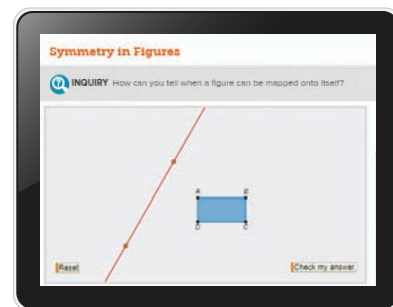 Symmetry in Figures
INQUIRY How can you tell when a figure can be mapped onto itself?
A B
D C
Reset
Check my answer